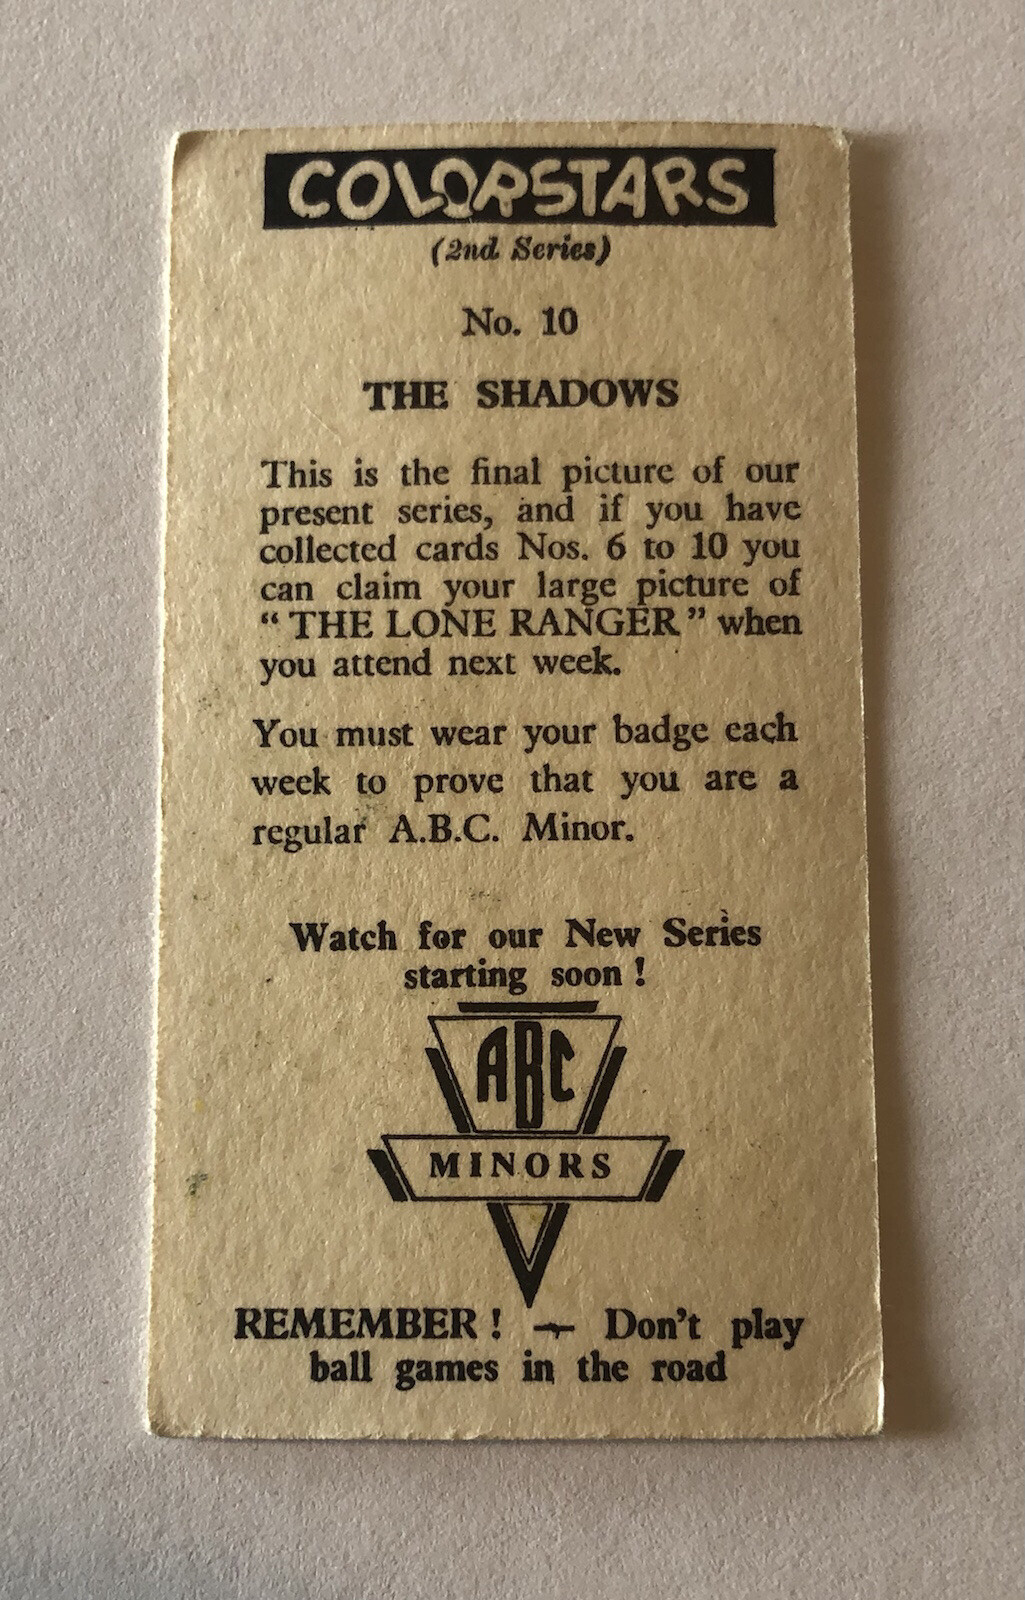 COLORSTARS
(2nd Series)
No. 10
THE SHADOWS
This is the final picture of our
present series, and if you have
collected cards Nos. 6 to 10 you
can claim your large picture of
“ THE LONE RANGER ” when
you attend next week.
You must wear your badge each
week to prove that you are a
regular A.B.C. Minor.
Watch for our New Series
starting soon !
ABC
MINORS
REMEMBER ! — Don't play
ball games in the road